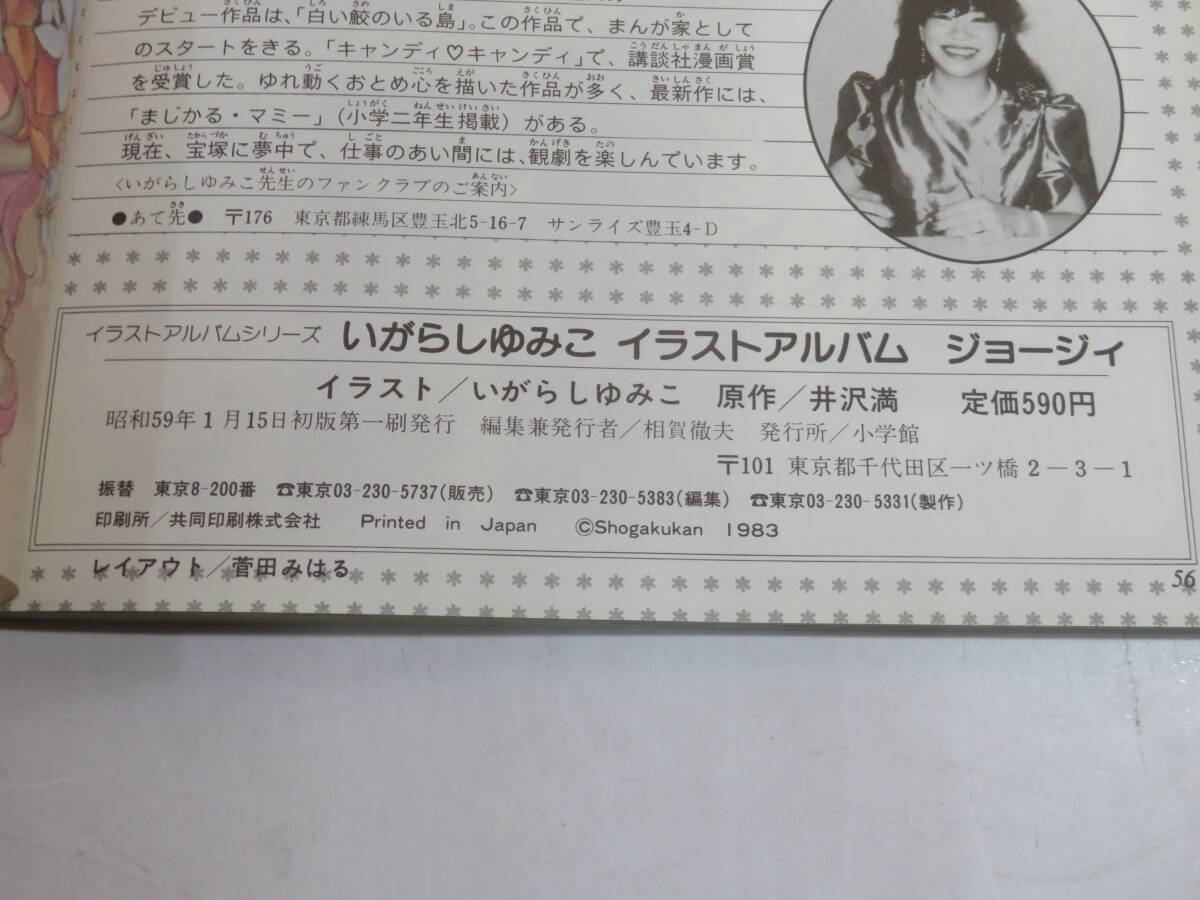 デビュー作品は、「白い鮫のいる島」。この作品で、まんが家として
のスタートをきる。「キャンディ♡キャンディ」で、講談社漫画賞
を受賞した。ゆれ動くおとめ心を描いた作品が多く、最新作には、
「まじかる・マミー」(小学二年生掲載)がある。
現在、宝塚に夢中で、仕事のあい間には、観劇を楽しんでいます。
〈いがらしゆみこ先生のファンクラブのご案内〉
●あて先● 〒176 東京都練馬区豊玉北5-16-7 サンライズ豊玉4-D
イラストアルバムシリーズ いがらしゆみこ イラストアルバム ジョージィ
イラスト/いがらしゆみこ 原作/井沢満 定価590円
昭和59年1月15日初版第一刷発行 編集兼発行者/相賀徹夫 発行所/小学館
〒101 東京都千代田区一ツ橋2-3-1
振替 東京8-200番 ☎東京03-230-5737(販売) ☎東京03-230-5383(編集) ☎東京03-230-5331(製作)
印刷所/共同印刷株式会社 Printed in Japan ©Shogakukan 1983
レイアウト/菅田みはる
56